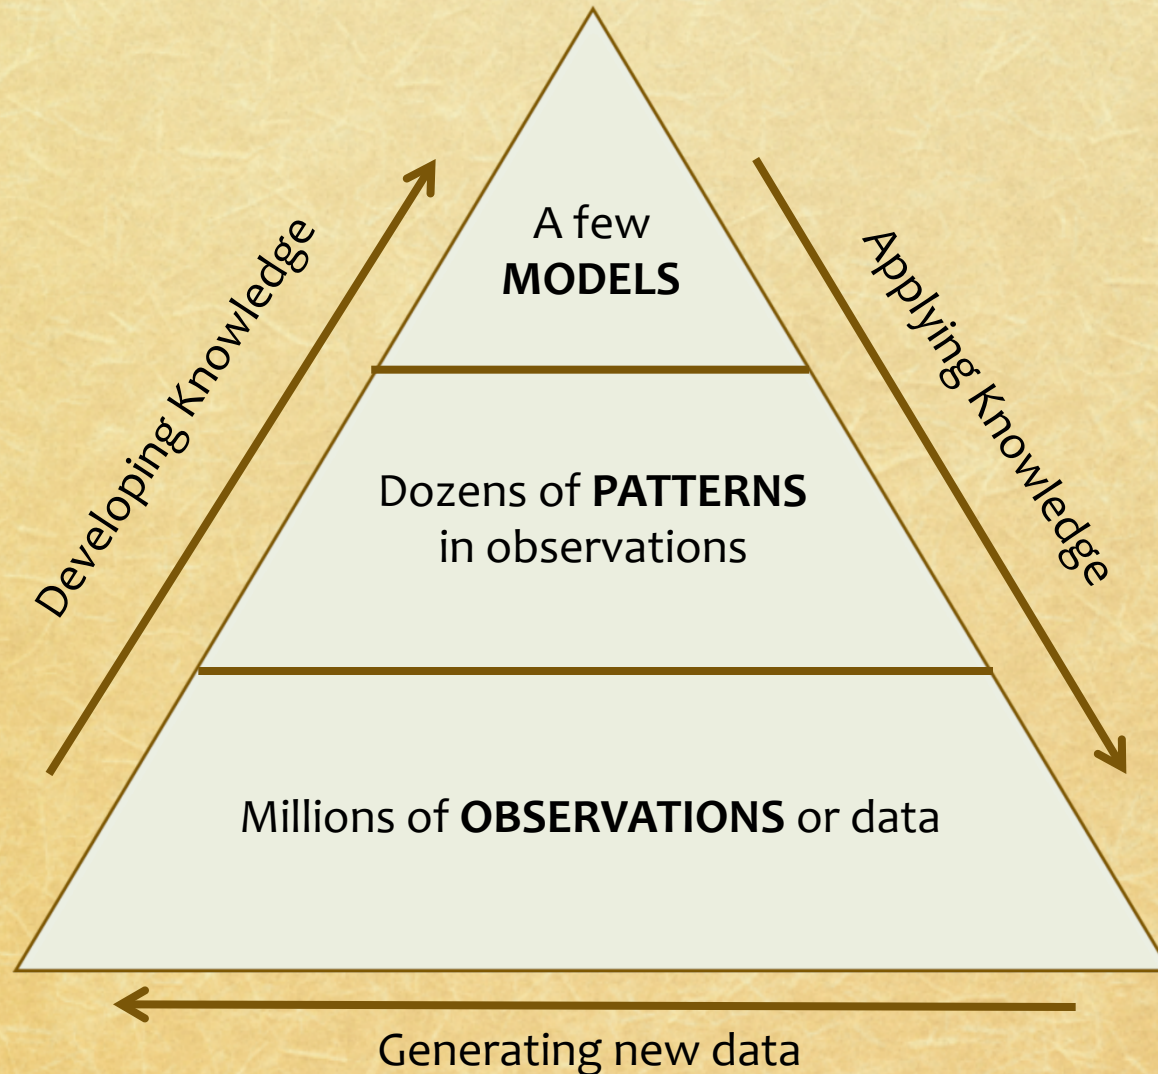 A few
MODELS
Developing Knowledge
Applying Knowledge
Dozens of PATTERNS
in observations
Millions of OBSERVATIONS or data
Generating new data